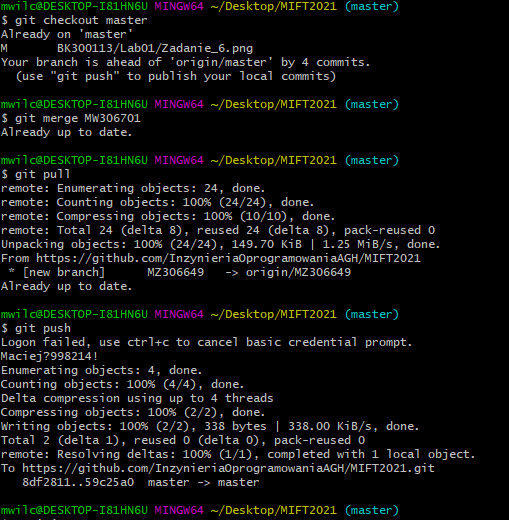 mwilc@DESKTOP-I81HN6U MINGW64 ~/Desktop/MIFT2021 (master)
$ git checkout master
Already on 'master'
M       BK300113/Lab01/Zadanie_6.png
Your branch is ahead of 'origin/master' by 4 commits.
  (use "git push" to publish your local commits)
mwilc@DESKTOP-I81HN6U MINGW64 ~/Desktop/MIFT2021 (master)
$ git merge MW306701
Already up to date.
mwilc@DESKTOP-I81HN6U MINGW64 ~/Desktop/MIFT2021 (master)
$ git pull
remote: Enumerating objects: 24, done.
remote: Counting objects: 100% (24/24), done.
remote: Compressing objects: 100% (10/10), done.
remote: Total 24 (delta 8), reused 24 (delta 8), pack-reused 0
Unpacking objects: 100% (24/24), 149.70 KiB | 1.25 MiB/s, done.
From https://github.com/InzynieriaOprogramowaniaAGH/MIFT2021
 * [new branch]      MZ306649   -> origin/MZ306649
Already up to date.
mwilc@DESKTOP-I81HN6U MINGW64 ~/Desktop/MIFT2021 (master)
$ git push
Logon failed, use ctrl+c to cancel basic credential prompt.
Maciej?998214!
Enumerating objects: 4, done.
Counting objects: 100% (4/4), done.
Delta compression using up to 4 threads
Compressing objects: 100% (2/2), done.
Writing objects: 100% (2/2), 338 bytes | 338.00 KiB/s, done.
Total 2 (delta 1), reused 0 (delta 0), pack-reused 0
remote: Resolving deltas: 100% (1/1), completed with 1 local object.
To https://github.com/InzynieriaOprogramowaniaAGH/MIFT2021.git
   8df2811..59c25a0  master -> master
mwilc@DESKTOP-I81HN6U MINGW64 ~/Desktop/MIFT2021 (master)